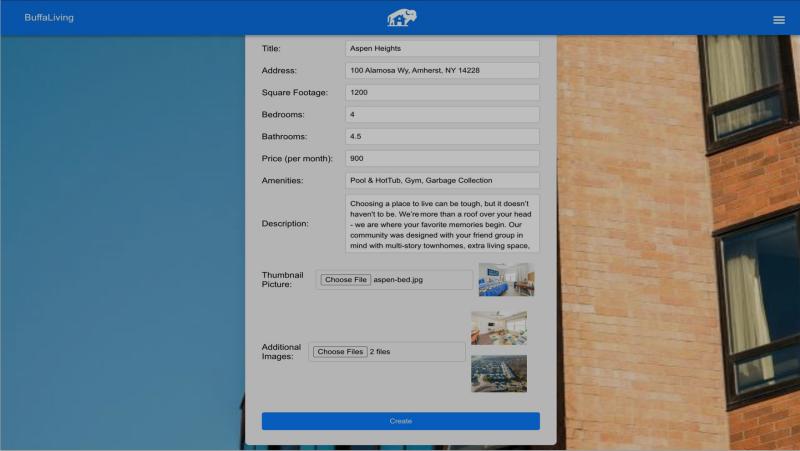 BuffaLiving
Title: Aspen Heights
Address: 100 Alamosa Wy, Amherst, NY 14228
Square Footage: 1200
Bedrooms: 4
Bathrooms: 4.5
Price (per month): 900
Amenities: Pool & HotTub, Gym, Garbage Collection
Description:
Choosing a place to live can be tough, but it doesn't
haven't to be. We're more than a roof over your head
- we are where your favorite memories begin. Our
community was designed with your friend group in
mind with multi-story townhomes, extra living space,
Thumbnail
Picture:
Choose File aspen-bed.jpg
Additional
Images:
Choose Files 2 files
Create